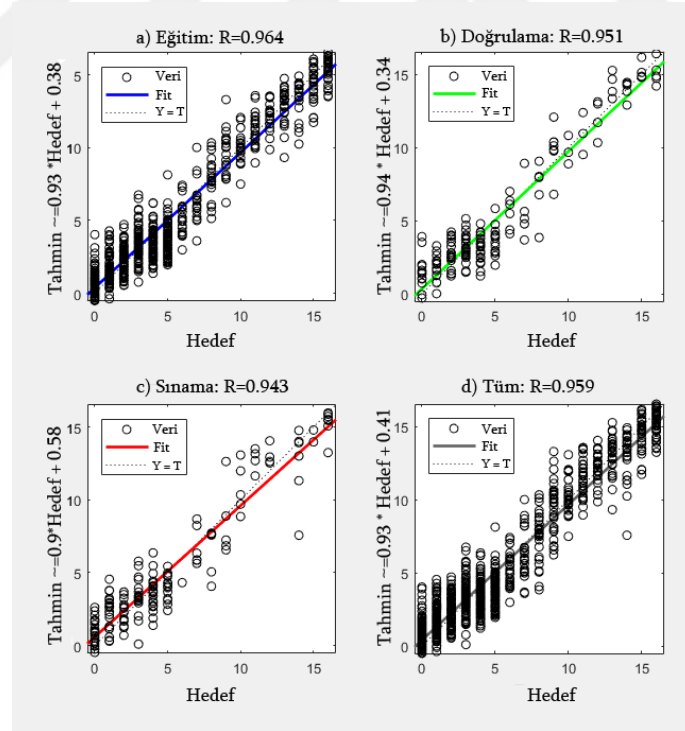 a) Eğitim: R=0.964
Tahmin ~=0.93 *Hedef + 0.38
Veri
Fit
Y = T
5
10
5
0
0
5
10
15
Hedef
b) Doğrulama: R=0.951
Tahmin ~=0.94 * Hedef + 0.34
Veri
Fit
Y = T
15
10
5
0
0
5
10
15
Hedef
c) Sınama: R=0.943
Tahmin ~=0.9*Hedef + 0.58
Veri
Fit
Y = T
15
10
5
0
0
5
10
15
Hedef
d) Tüm: R=0.959
Tahmin ~=0.93 * Hedef + 0.41
Veri
Fit
Y = T
15
10
5
0
0
5
10
15
Hedef